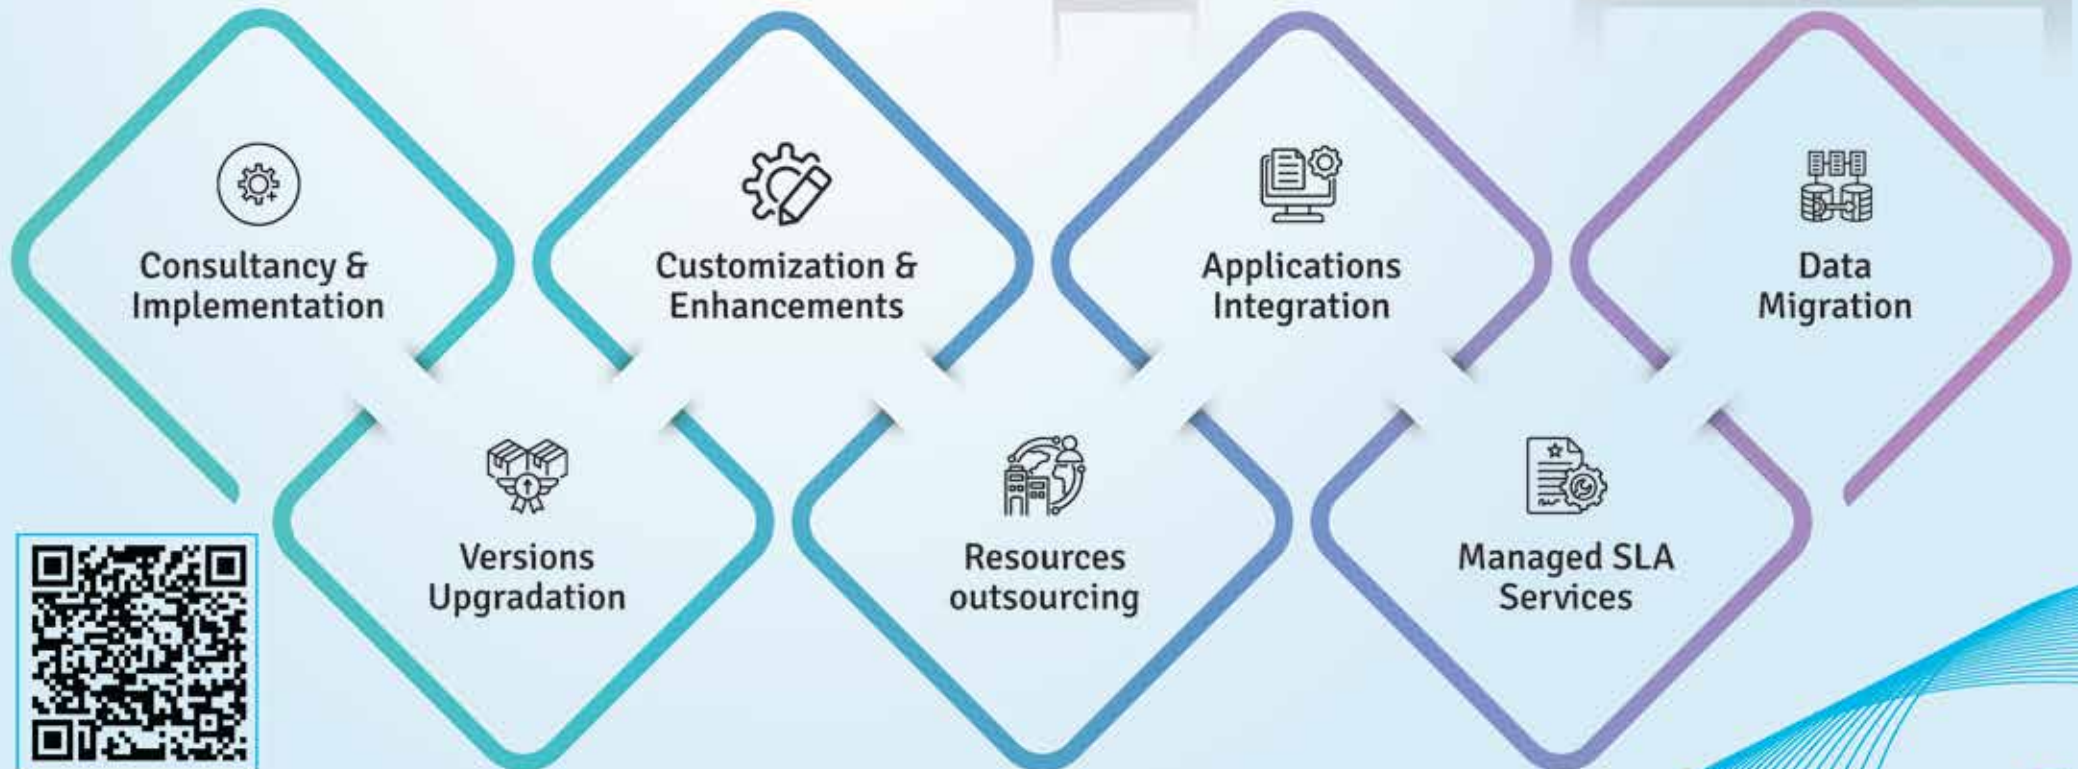 Consultancy &
Implementation
Customization &
Enhancements
Applications
Integration
Data
Migration
Versions
Upgradation
Resources
outsourcing
Managed SLA
Services